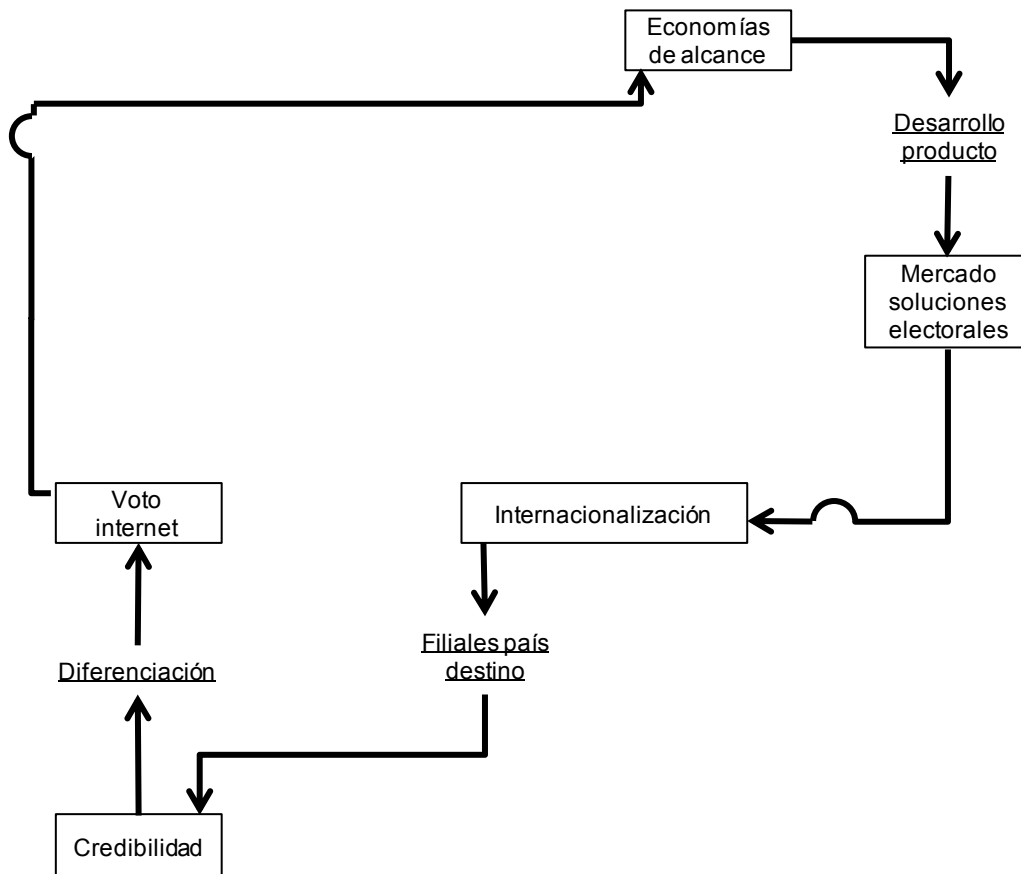 Economías
de alcance
Desarrollo
producto
Mercado
soluciones
electorales
Voto
internet
Internacionalización
Diferenciación
Filiales país
destino
Credibilidad